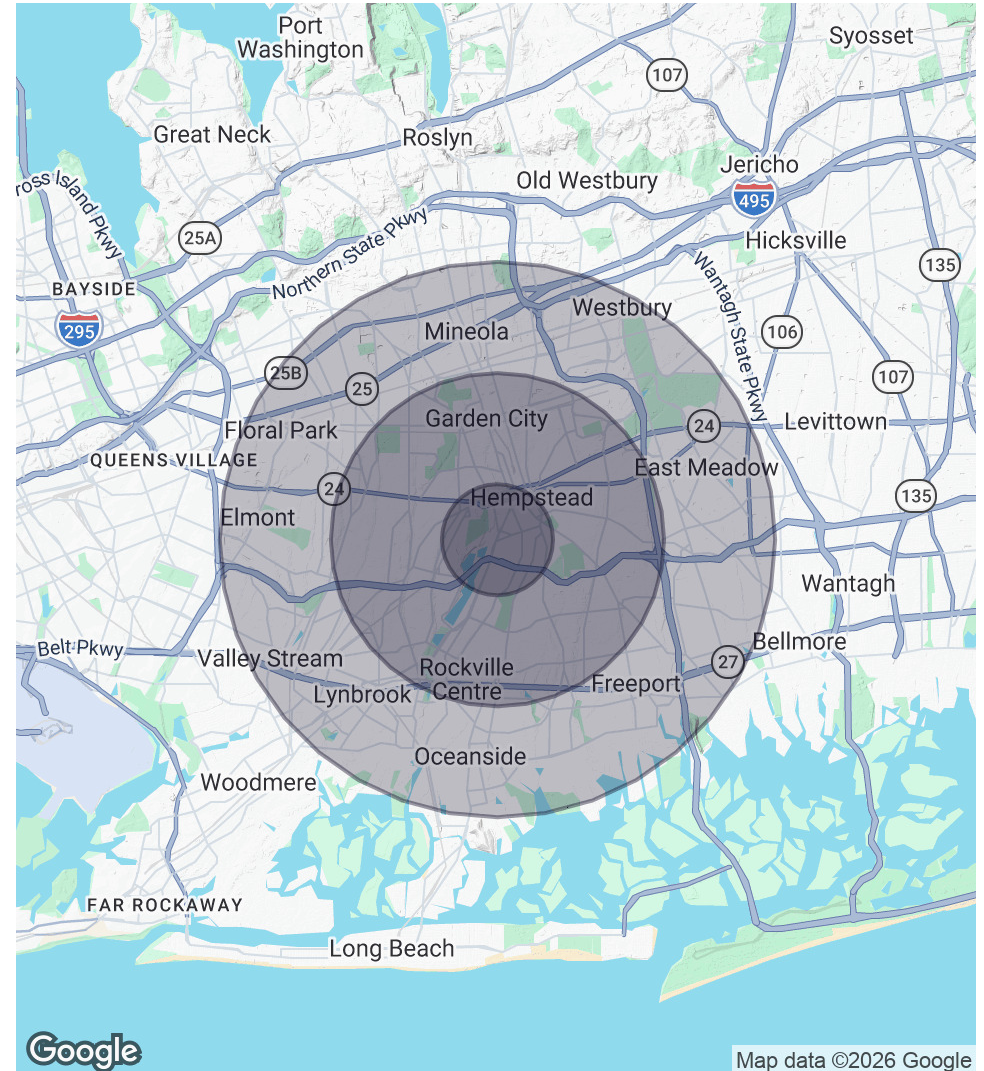 Port
Washington
Syosset
107
Great Neck
Roslyn
Jericho
Old Westbury
495
ross Island Pkwy
25A
Northern State Pkwy
Hicksville
135
BAYSIDE
Wantagh State Pkwy
295
Westbury
Mineola
106
25B
25
107
Garden City
Floral Park
24
Levittown
QUEENS VILLAGE
East Meadow
24
Hempstead
135
Elmont
Wantagh
Belt Pkwy
Bellmore
Valley Stream
27
Rockville
Centre
Freeport
Lynbrook
Oceanside
Woodmere
FAR ROCKAWAY
Long Beach
Google
Map data ©2026 Google